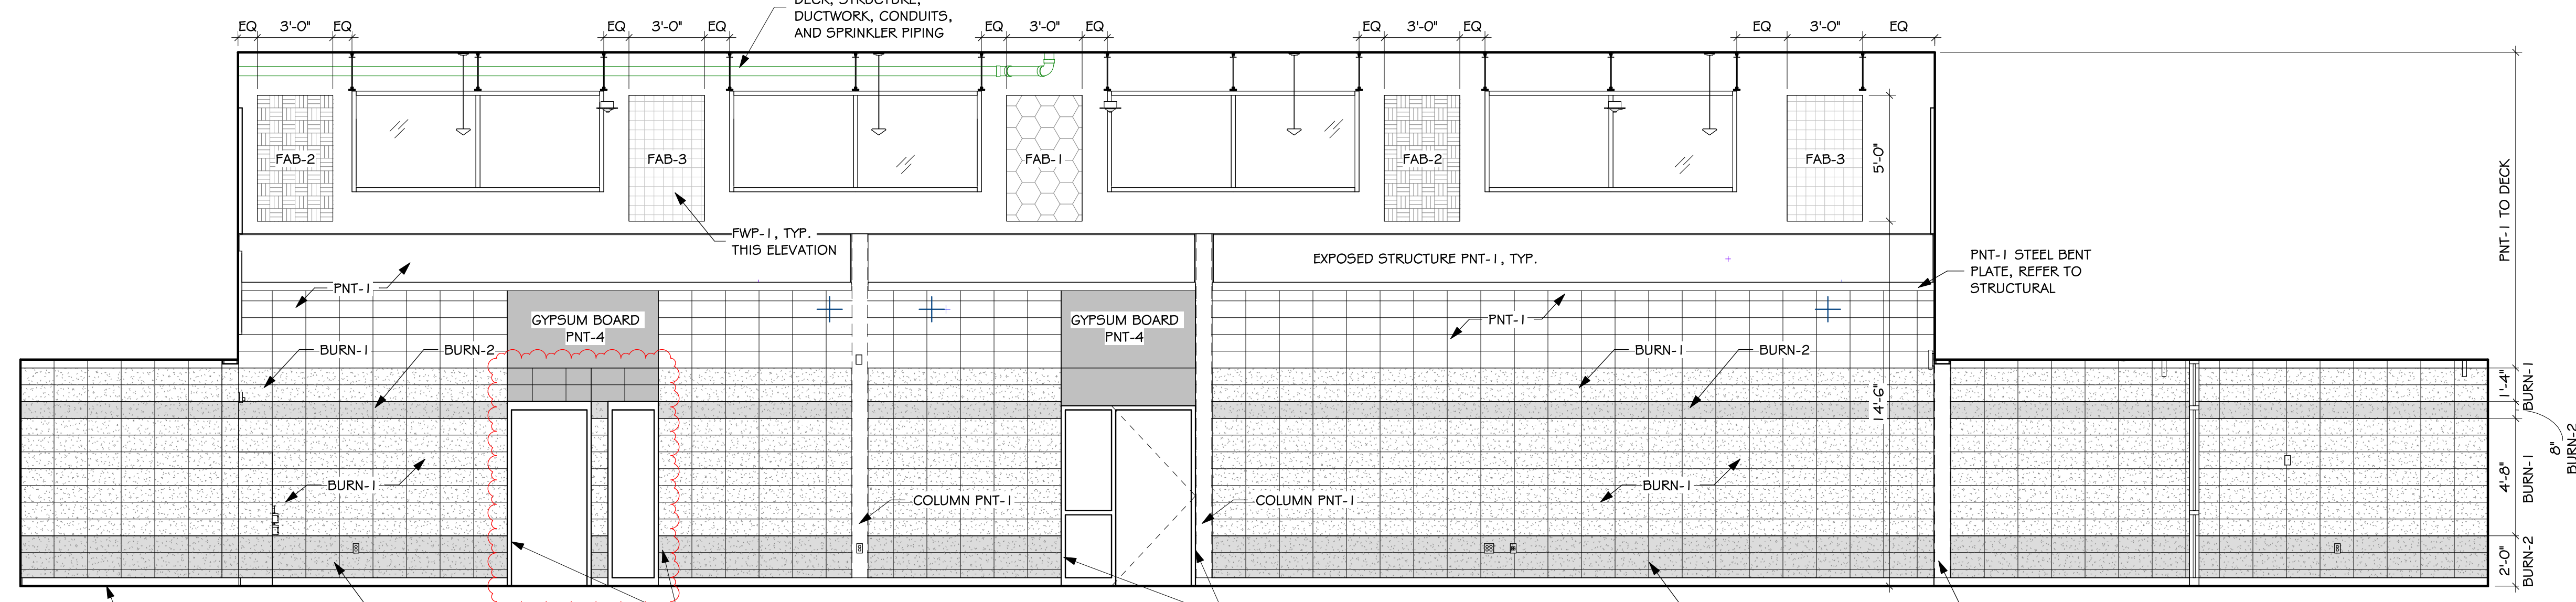 DECK, STRUCTURE,
DUCTWORK, CONDUITS,
AND SPRINKLER PIPING
EQ 3'-0" EQ
EQ 3'-0" EQ
EQ 3'-0" EQ
EQ 3'-0" EQ
EQ 3'-0" EQ
FAB-2
FAB-3
FAB-1
FAB-2
FAB-3
5'-0"
PNT-1 TO DECK
FWP-1, TYP.
THIS ELEVATION
EXPOSED STRUCTURE PNT-1, TYP.
PNT-1 STEEL BENT
PLATE, REFER TO
STRUCTURAL
PNT-1
GYPSUM BOARD
PNT-4
GYPSUM BOARD
PNT-4
PNT-1
BURN-1
BURN-2
BURN-1
BURN-2
14'-6"
1'-4"
BURN-1
8"
BURN-2
4'-8"
BURN-1
2'-0"
BURN-2
BURN-1
COLUMN PNT-1
COLUMN PNT-1
BURN-1